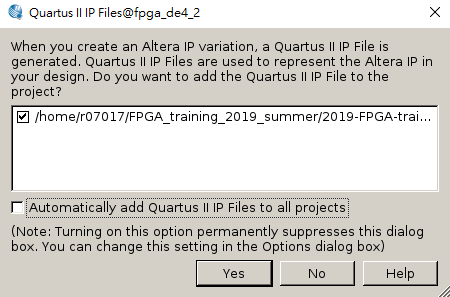 Quartus II IP Files@fpga_de4_2
When you create an Altera IP variation, a Quartus II IP File is
generated. Quartus II IP Files are used to represent the Altera IP in
your design. Do you want to add the Quartus II IP File to the
project?
/home/r07017/FPGA_training_2019_summer/2019-FPGA-trai...
Automatically add Quartus II IP Files to all projects
(Note: Turning on this option permanently suppresses this dialog
box. You can change this setting in the Options dialog box)
Yes No Help